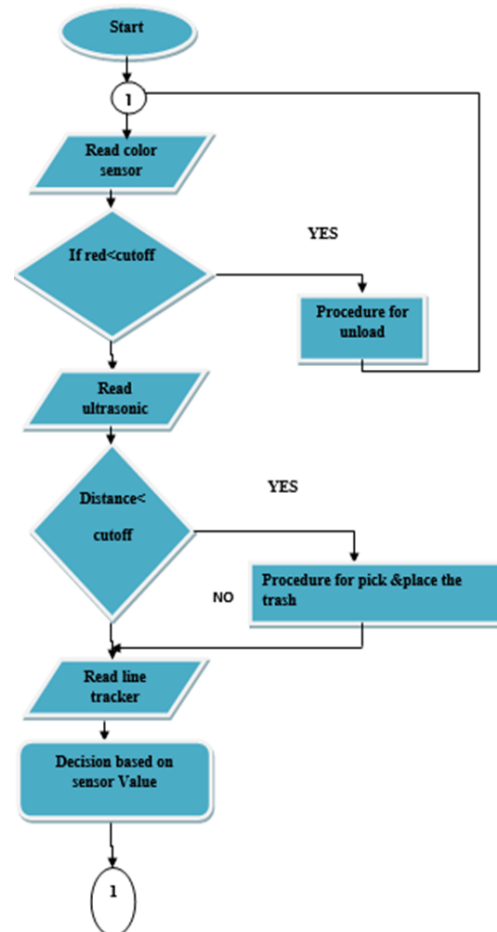 Start
1
Read color
sensor
If red<cutoff
YES
Procedure for
unload
Read
ultrasonic
Distance<
cutoff
YES
NO
Procedure for pick &place the
trash
Read line
tracker
Decision based on
sensor Value
1